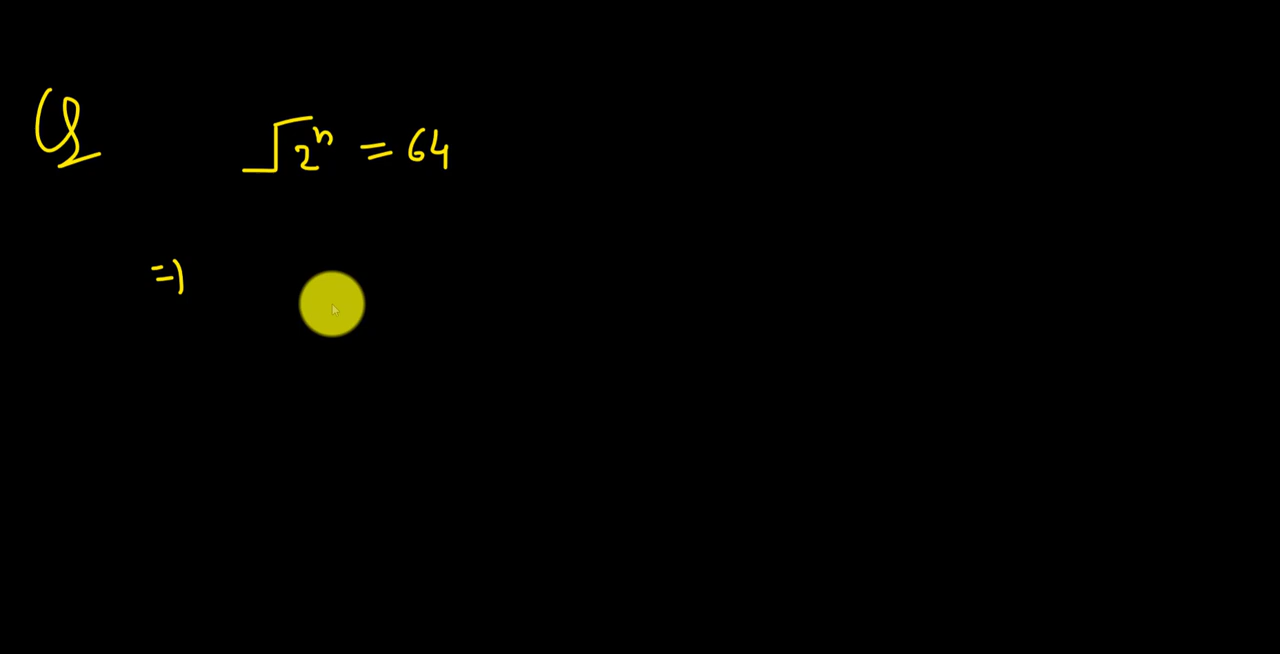 Q √2ⁿ = 64
⇒